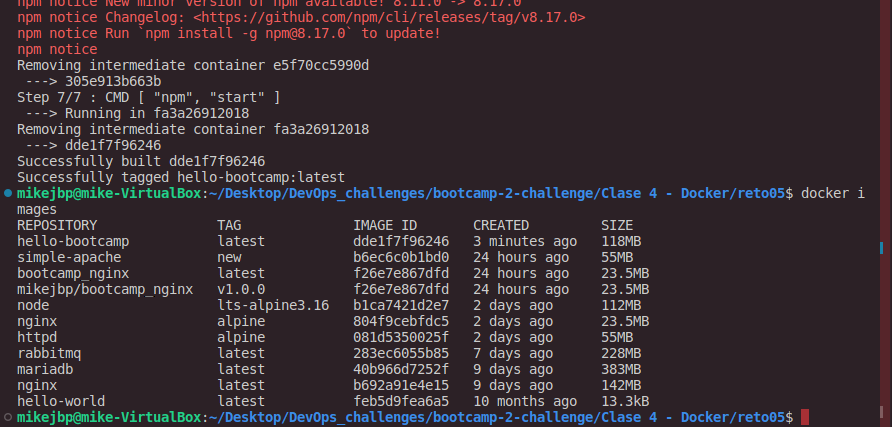 npm notice New minor version of npm available! 8.11.0 -> 8.17.0
npm notice Changelog: <https://github.com/npm/cli/releases/tag/v8.17.0>
npm notice Run `npm install -g npm@8.17.0` to update!
npm notice
Removing intermediate container e5f70cc5990d
 ---> 305e913b663b
Step 7/7 : CMD [ "npm", "start" ]
 ---> Running in fa3a26912018
Removing intermediate container fa3a26912018
 ---> dde1f7f96246
Successfully built dde1f7f96246
Successfully tagged hello-bootcamp:latest
mikejbp@mike-VirtualBox:~/Desktop/DevOps_challenges/bootcamp-2-challenge/Clase 4 - Docker/reto05$ docker i
mages
REPOSITORY TAG IMAGE ID CREATED SIZE
hello-bootcamp latest dde1f7f96246 3 minutes ago 118MB
simple-apache new b6ec6c0b1bd0 24 hours ago 55MB
bootcamp_nginx latest f26e7e867dfd 24 hours ago 23.5MB
mikejbp/bootcamp_nginx v1.0.0 f26e7e867dfd 24 hours ago 23.5MB
node lts-alpine3.16 b1ca7421d2e7 2 days ago 112MB
nginx alpine 804f9cebfdc5 2 days ago 23.5MB
httpd alpine 081d5350025f 2 days ago 55MB
rabbitmq latest 283ec6055b85 7 days ago 228MB
mariadb latest 40b966d7252f 9 days ago 383MB
nginx latest b692a91e4e15 9 days ago 142MB
hello-world latest feb5d9fea6a5 10 months ago 13.3kB
mikejbp@mike-VirtualBox:~/Desktop/DevOps_challenges/bootcamp-2-challenge/Clase 4 - Docker/reto05$